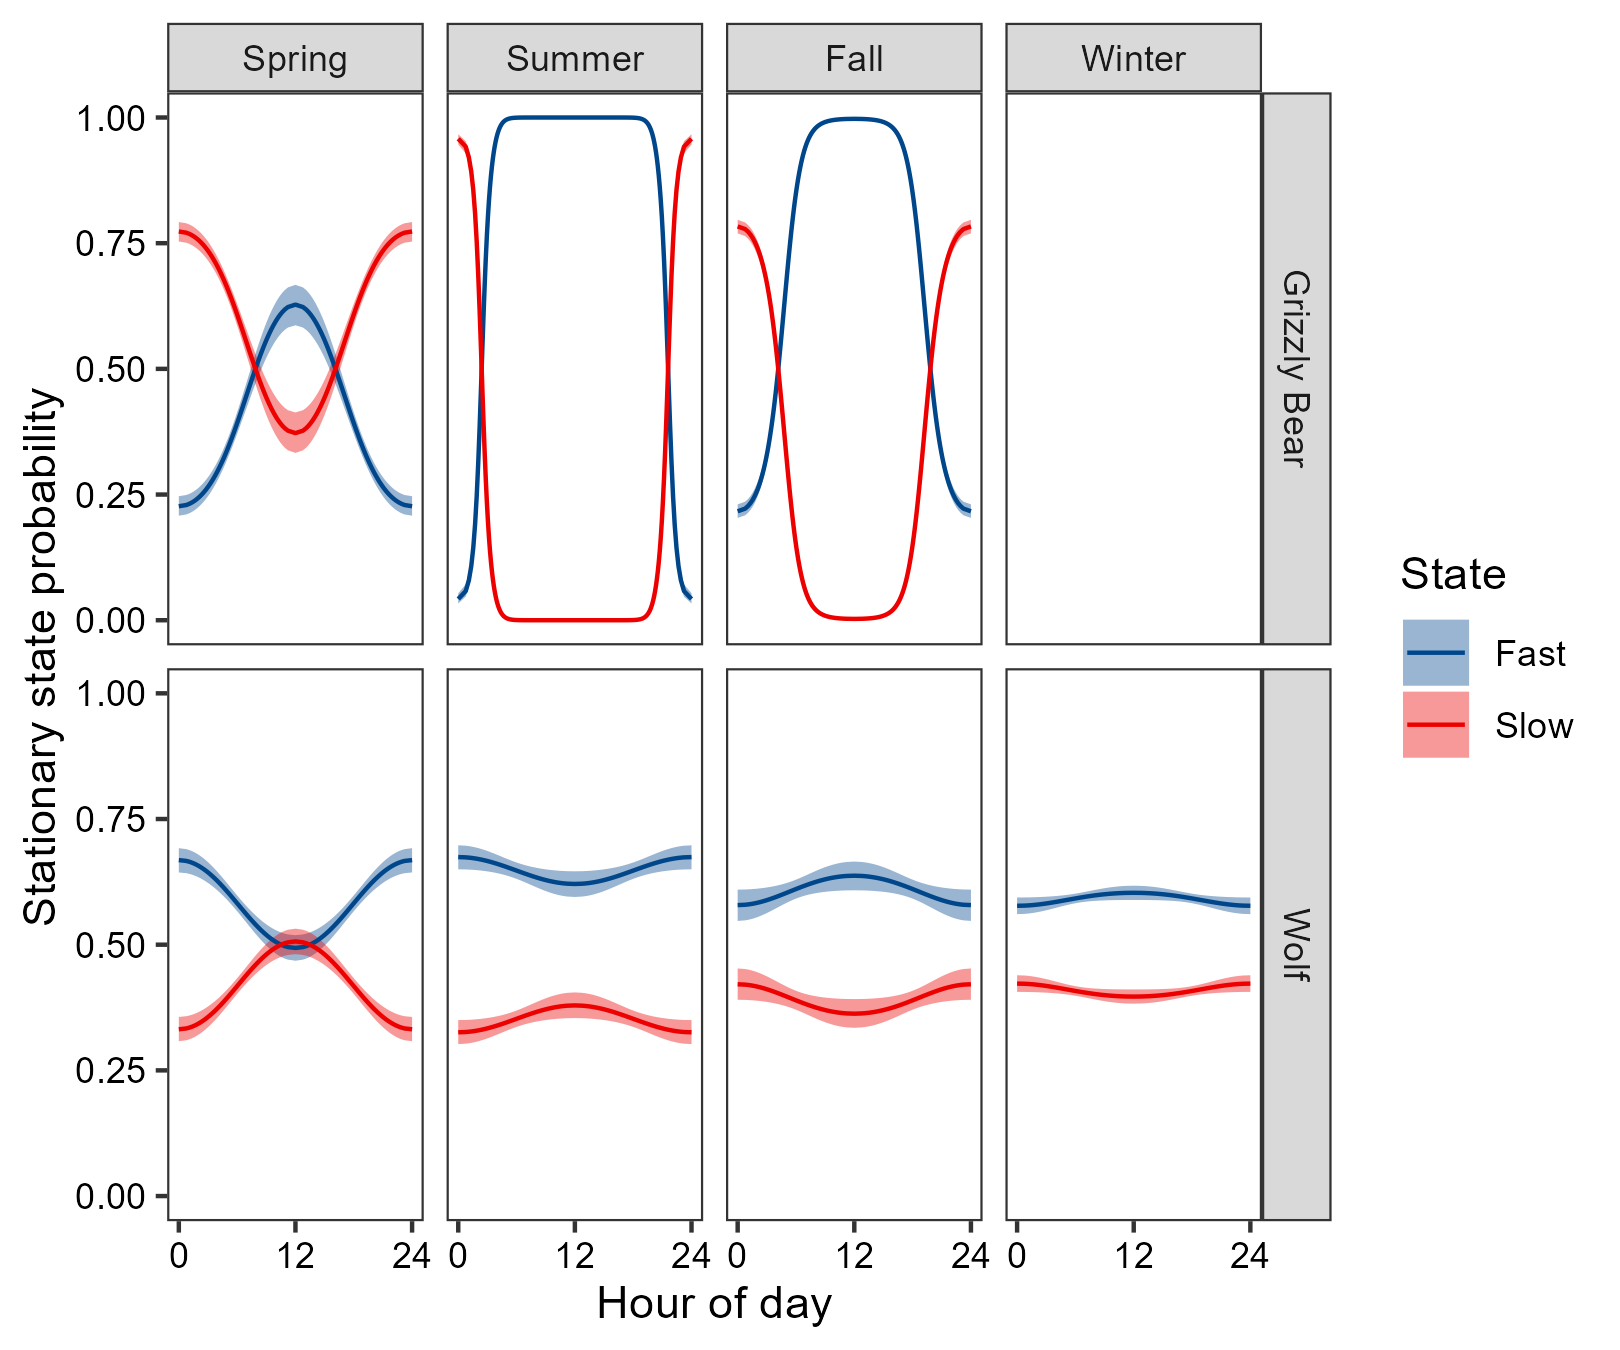 Spring Summer Fall Winter
1.00
0.75
0.50
0.25
0.00
Grizzly Bear
1.00
0.75
0.50
0.25
0.00
Wolf
0 12 24 0 12 24 0 12 24 0 12 24
Hour of day
Stationary state probability
State
Fast
Slow